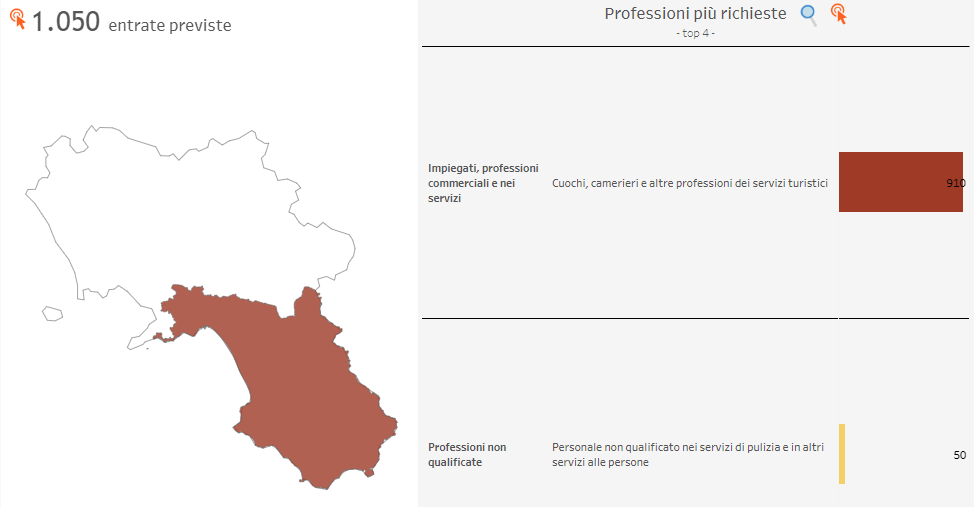 1.050 entrate previste
Professioni più richieste
- top 4 -
Impiegati, professioni
commerciali e nei
servizi
Cuochi, camerieri e altre professioni dei servizi turistici
910
Professioni non
qualificate
Personale non qualificato nei servizi di pulizia e in altri
servizi alle persone
50